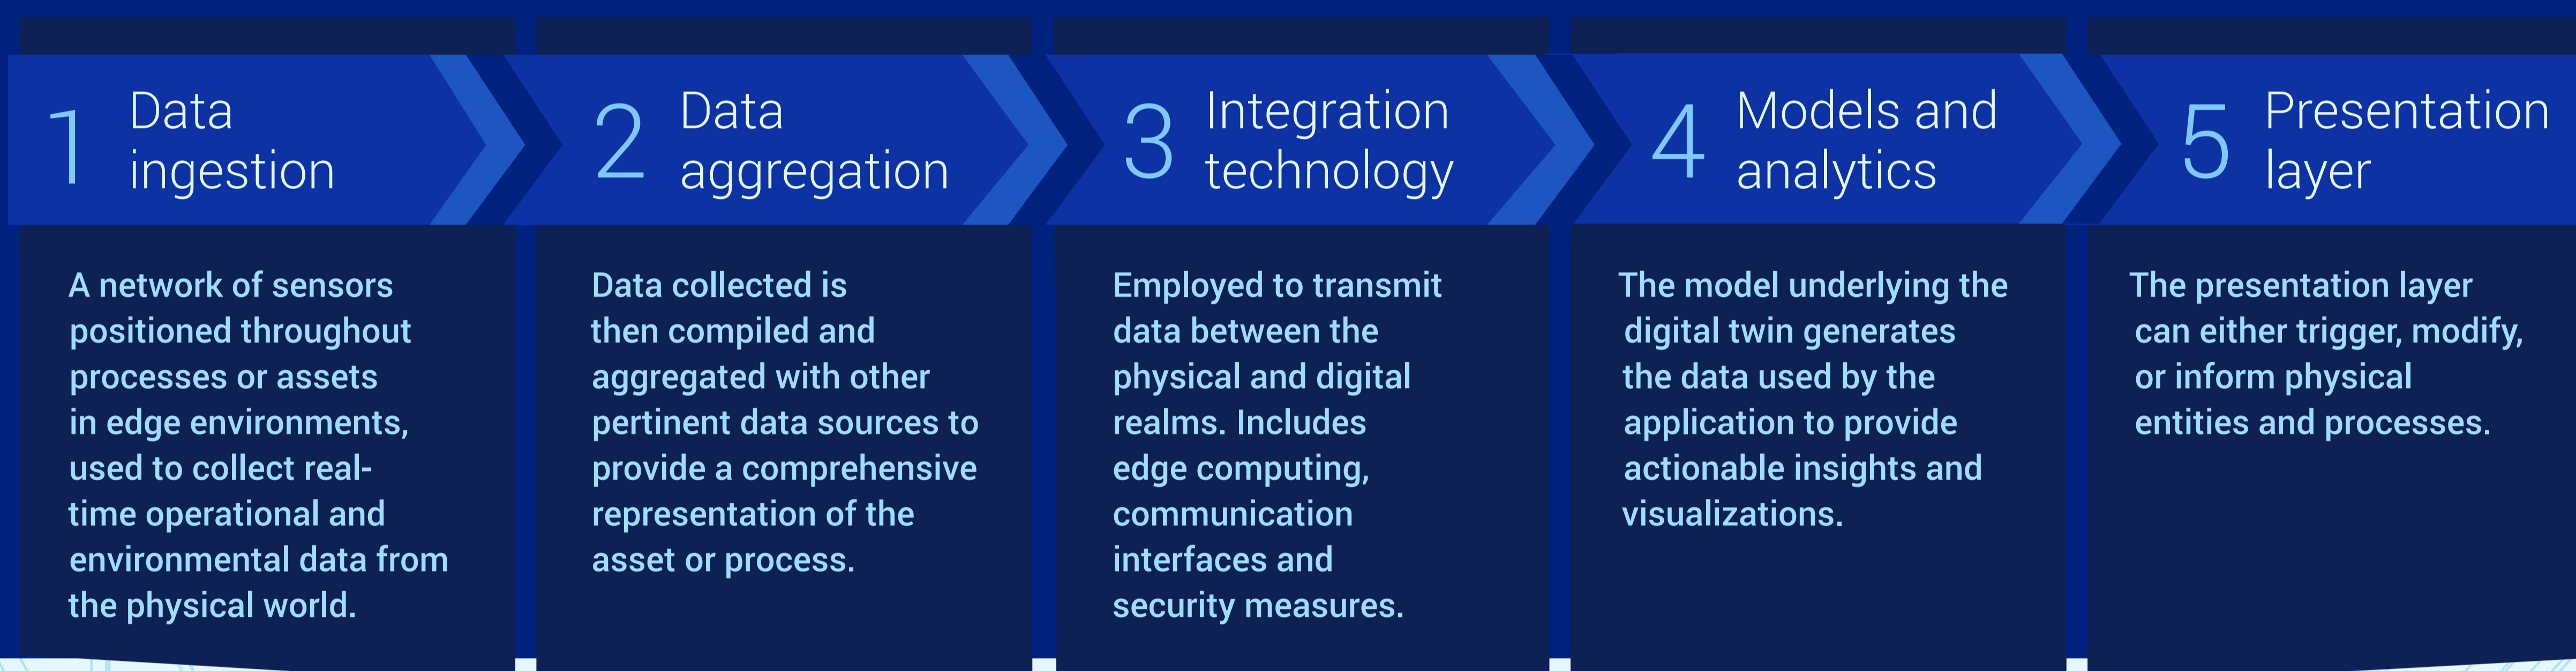 1
Data
ingestion
A network of sensors
positioned throughout
processes or assets
in edge environments,
used to collect real-
time operational and
environmental data from
the physical world.
2
Data
aggregation
Data collected is
then compiled and
aggregated with other
pertinent data sources to
provide a comprehensive
representation of the
asset or process.
3
Integration
technology
Employed to transmit
data between the
physical and digital
realms. Includes
edge computing,
communication
interfaces and
security measures.
4
Models and
analytics
The model underlying the
digital twin generates
the data used by the
application to provide
actionable insights and
visualizations.
5
Presentation
layer
The presentation layer
can either trigger, modify,
or inform physical
entities and processes.